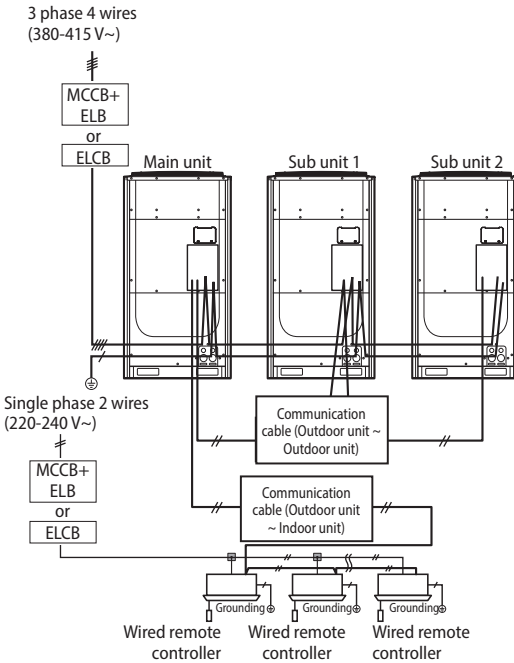 3 phase 4 wires
(380-415 V~)
MCCB+
ELB
or
ELCB
Main unit
Sub unit 1
Sub unit 2
Single phase 2 wires
(220-240 V~)
MCCB+
ELB
or
ELCB
Communication
cable (Outdoor unit ~
Outdoor unit)
Communication
cable (Outdoor unit
~ Indoor unit)
Grounding
Grounding
Grounding
Wired remote
controller
Wired remote
controller
Wired remote
controller